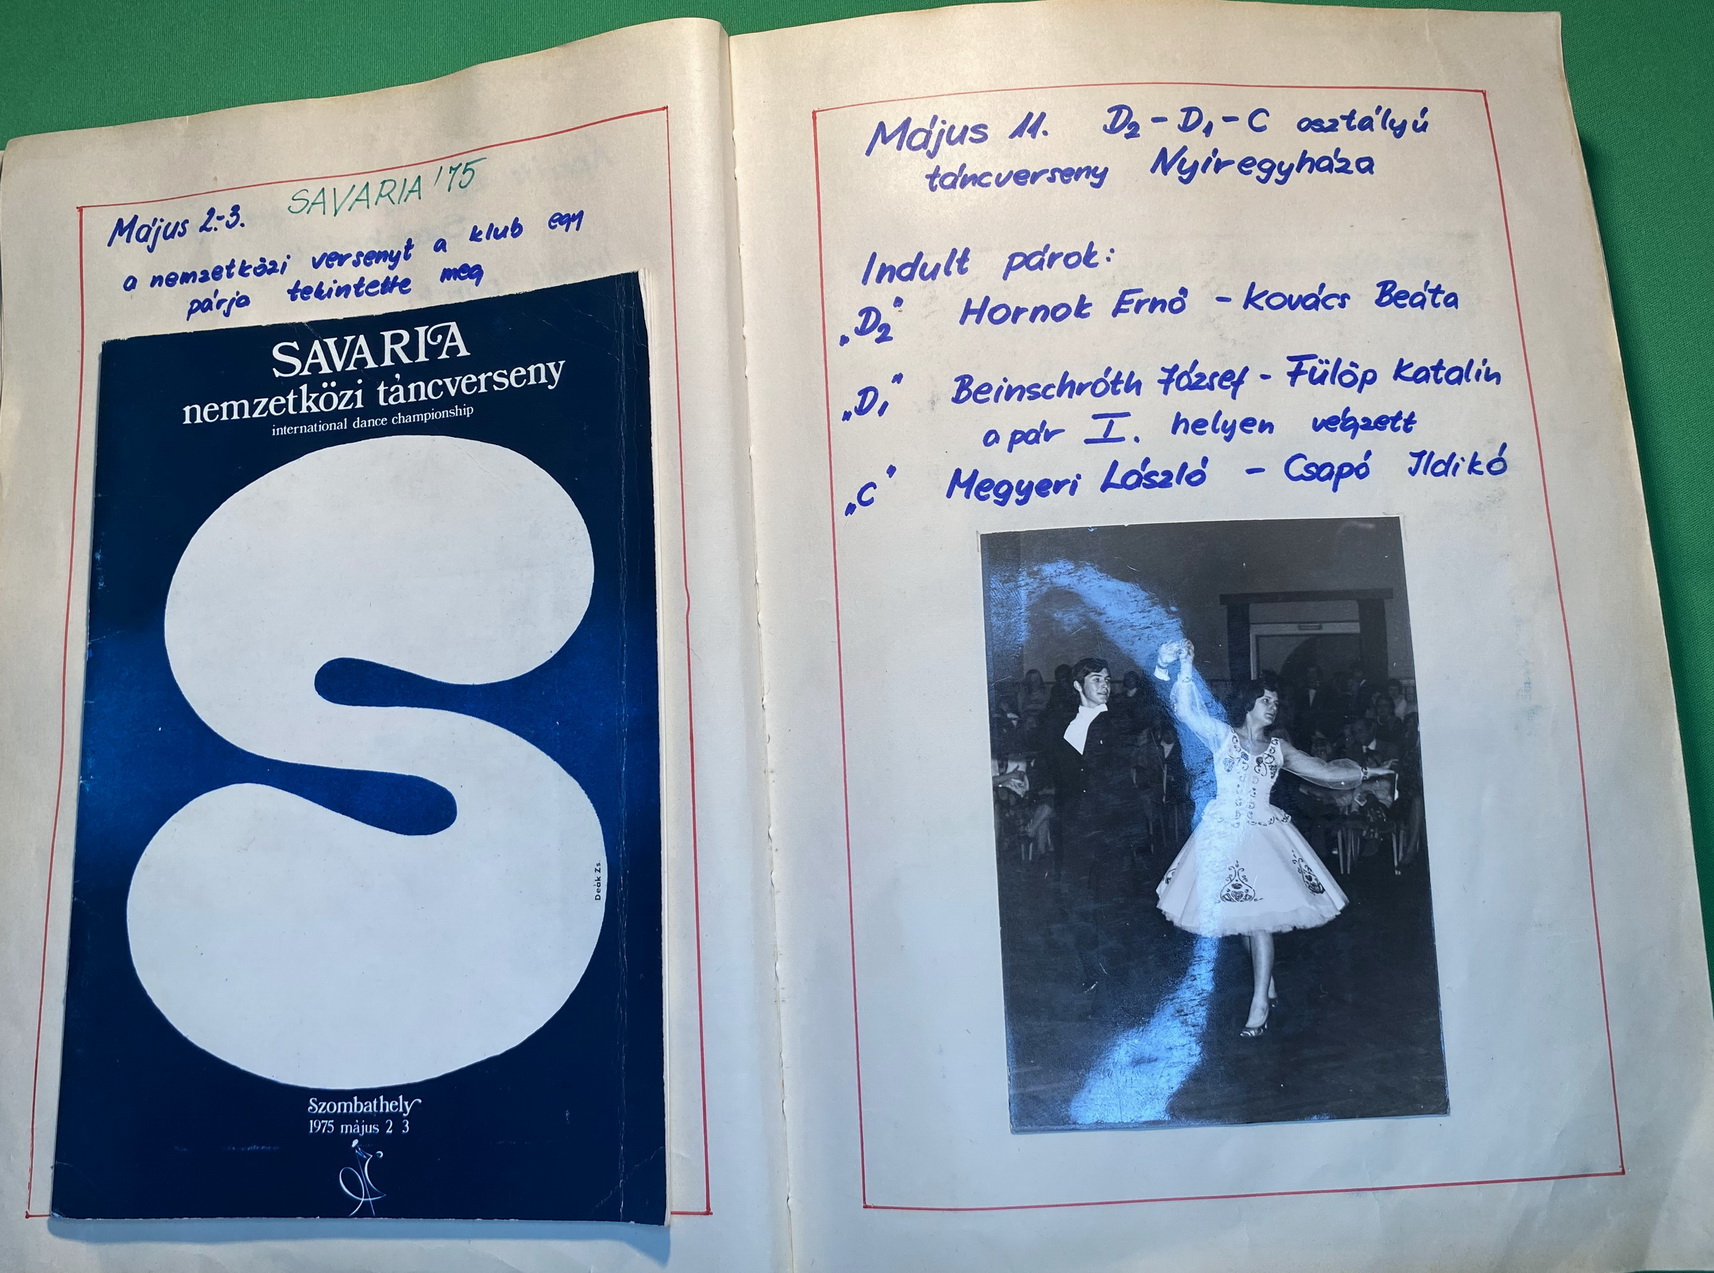 SAVARIA '75
Május 2.-3.
a nemzetközi versenyt a klub egy
párja tekintette meg
SAVARIA
nemzetközi táncverseny
international dance championship
Deák Zs.
Szombathely
1975 május 2 3
Május 11. D2 - D1 - C osztályú
táncverseny Nyíregyháza
Indult párok:
„D2" Hornok Ernő - Kovács Beáta
„D1" Beinschróth József - Fülöp Katalin
a pár I. helyen végzett
„C" Megyeri László - Csapó Ildikó